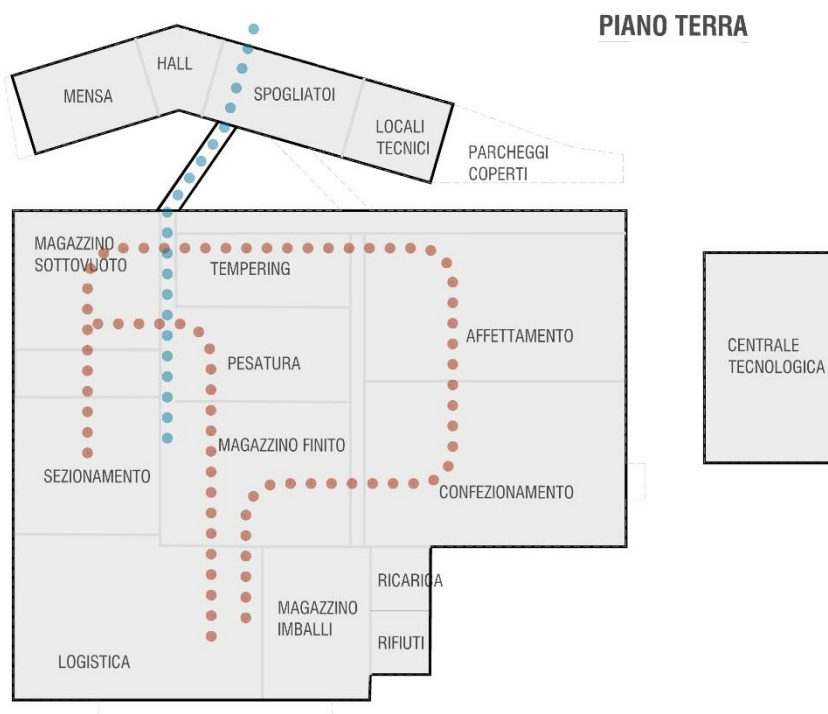 PIANO TERRA
HALL
MENSA
SPOGLIATOI
LOCALI
TECNICI
PARCHEGGI
COPERTI
MAGAZZINO
SOTTOVUOTO
TEMPERING
AFFETTAMENTO
CENTRALE
TECNOLOGICA
PESATURA
MAGAZZINO FINITO
SEZIONAMENTO
CONFEZIONAMENTO
RICARICA
MAGAZZINO
IMBALLI
RIFIUTI
LOGISTICA